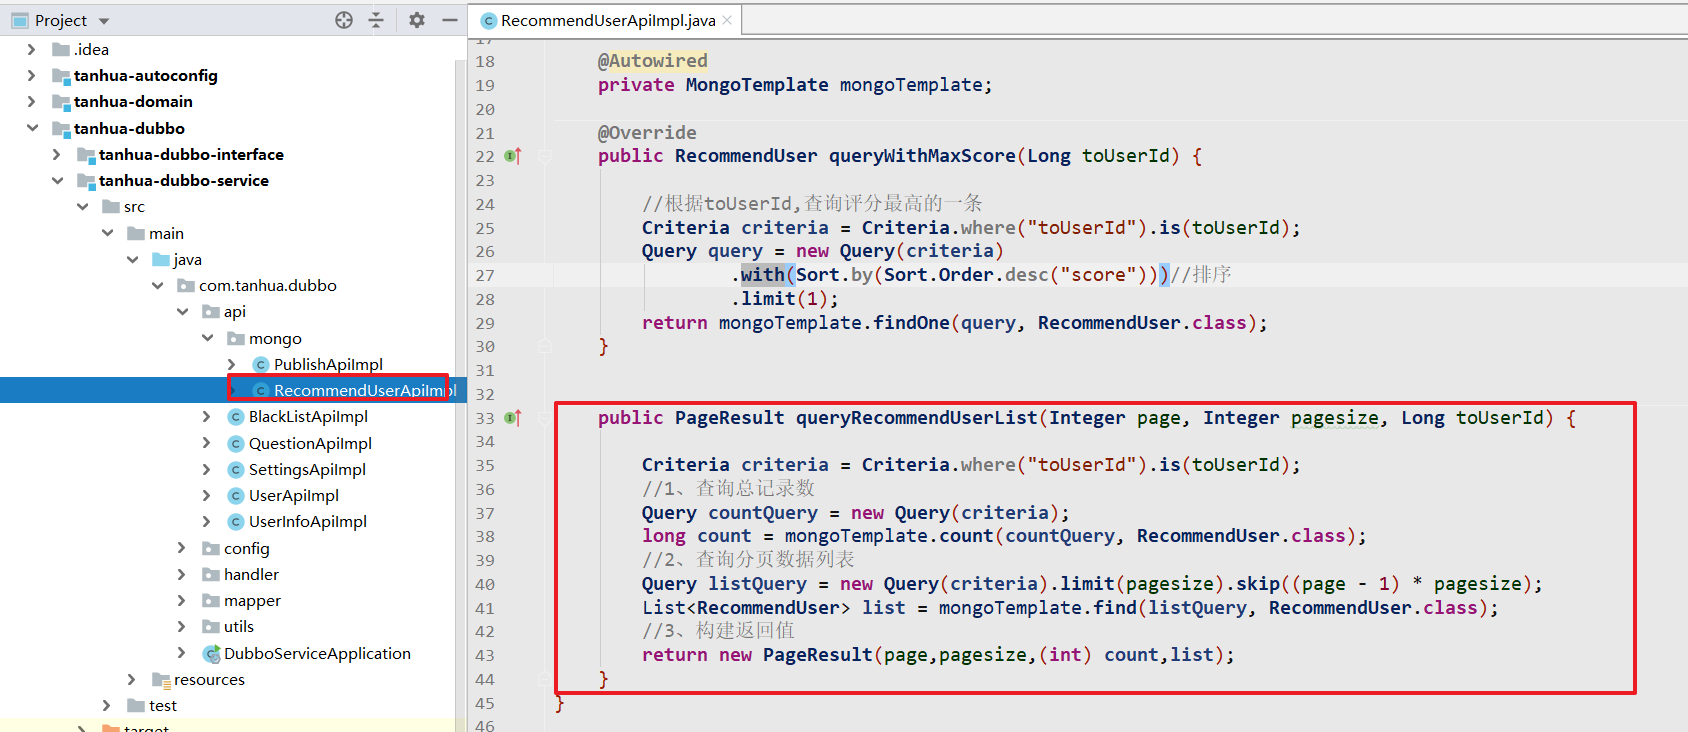 Project
.idea
tanhua-autoconfig
tanhua-domain
tanhua-dubbo
tanhua-dubbo-interface
tanhua-dubbo-service
src
main
java
com.tanhua.dubbo
api
mongo
PublishApiImpl
RecommendUserApiImpl
BlackListApiImpl
QuestionApiImpl
SettingsApiImpl
UserApiImpl
UserInfoApiImpl
config
handler
mapper
utils
DubboServiceApplication
resources
test
target
RecommendUserApiImpl.java
17
18 @Autowired
19 private MongoTemplate mongoTemplate;
20
21 @Override
22 public RecommendUser queryWithMaxScore(Long toUserId) {
23
24 //根据toUserId,查询评分最高的一条
25 Criteria criteria = Criteria.where("toUserId").is(toUserId);
26 Query query = new Query(criteria)
27 .with(Sort.by(Sort.Order.desc("score")))//排序
28 .limit(1);
29 return mongoTemplate.findOne(query, RecommendUser.class);
30 }
31
32
33 public PageResult queryRecommendUserList(Integer page, Integer pagesize, Long toUserId) {
34
35 Criteria criteria = Criteria.where("toUserId").is(toUserId);
36 //1、查询总记录数
37 Query countQuery = new Query(criteria);
38 long count = mongoTemplate.count(countQuery, RecommendUser.class);
39 //2、查询分页数据列表
40 Query listQuery = new Query(criteria).limit(pagesize).skip((page - 1) * pagesize);
41 List<RecommendUser> list = mongoTemplate.find(listQuery, RecommendUser.class);
42 //3、构建返回值
43 return new PageResult(page,pagesize,(int) count,list);
44 }
45 }
46